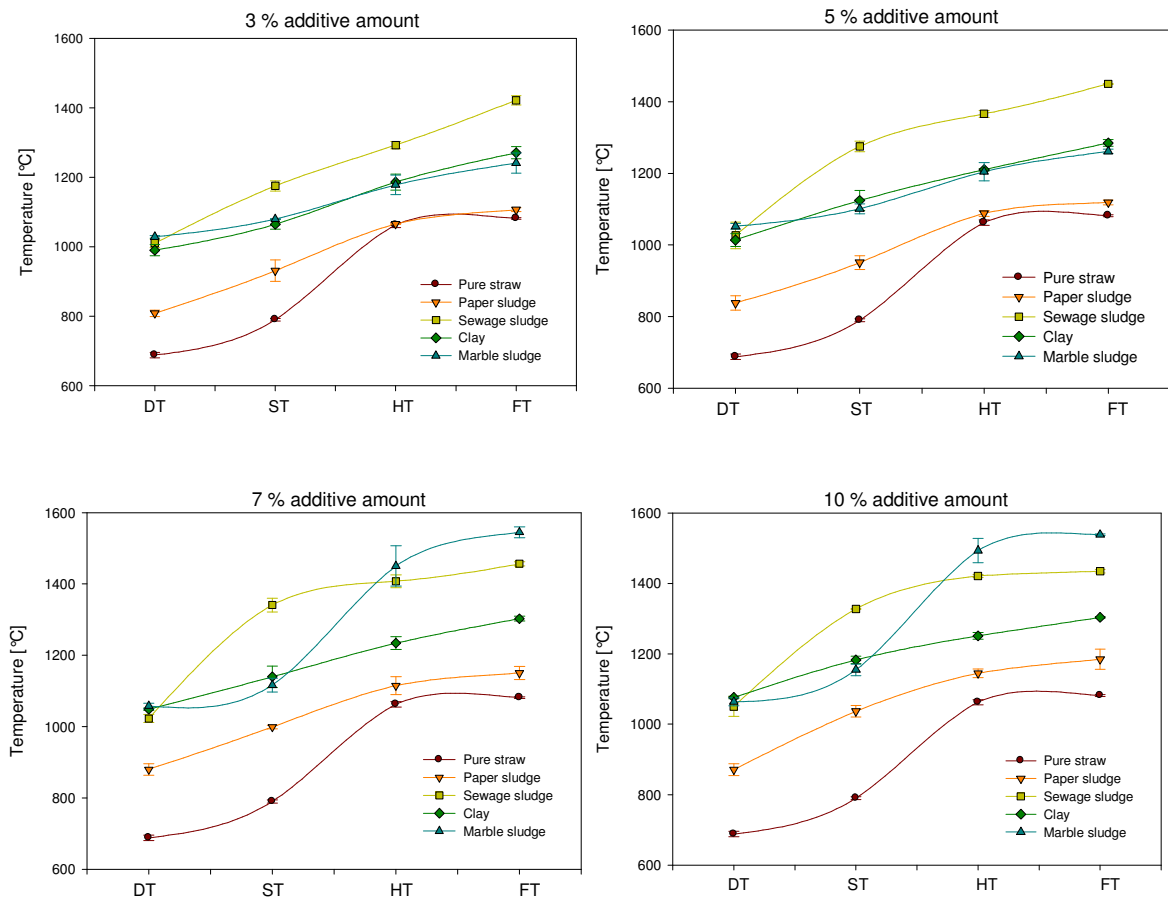 3 % additive amount
Temperature [°C]
1600
1400
1200
1000
800
600
Pure straw
Paper sludge
Sewage sludge
Clay
Marble sludge
DT ST HT FT
5 % additive amount
Temperature [°C]
1600
1400
1200
1000
800
600
Pure straw
Paper sludge
Sewage sludge
Clay
Marble sludge
DT ST HT FT
7 % additive amount
Temperature [°C]
1600
1400
1200
1000
800
600
Pure straw
Paper sludge
Sewage sludge
Clay
Marble sludge
DT ST HT FT
10 % additive amount
Temperature [°C]
1600
1400
1200
1000
800
600
Pure straw
Paper sludge
Sewage sludge
Clay
Marble sludge
DT ST HT FT